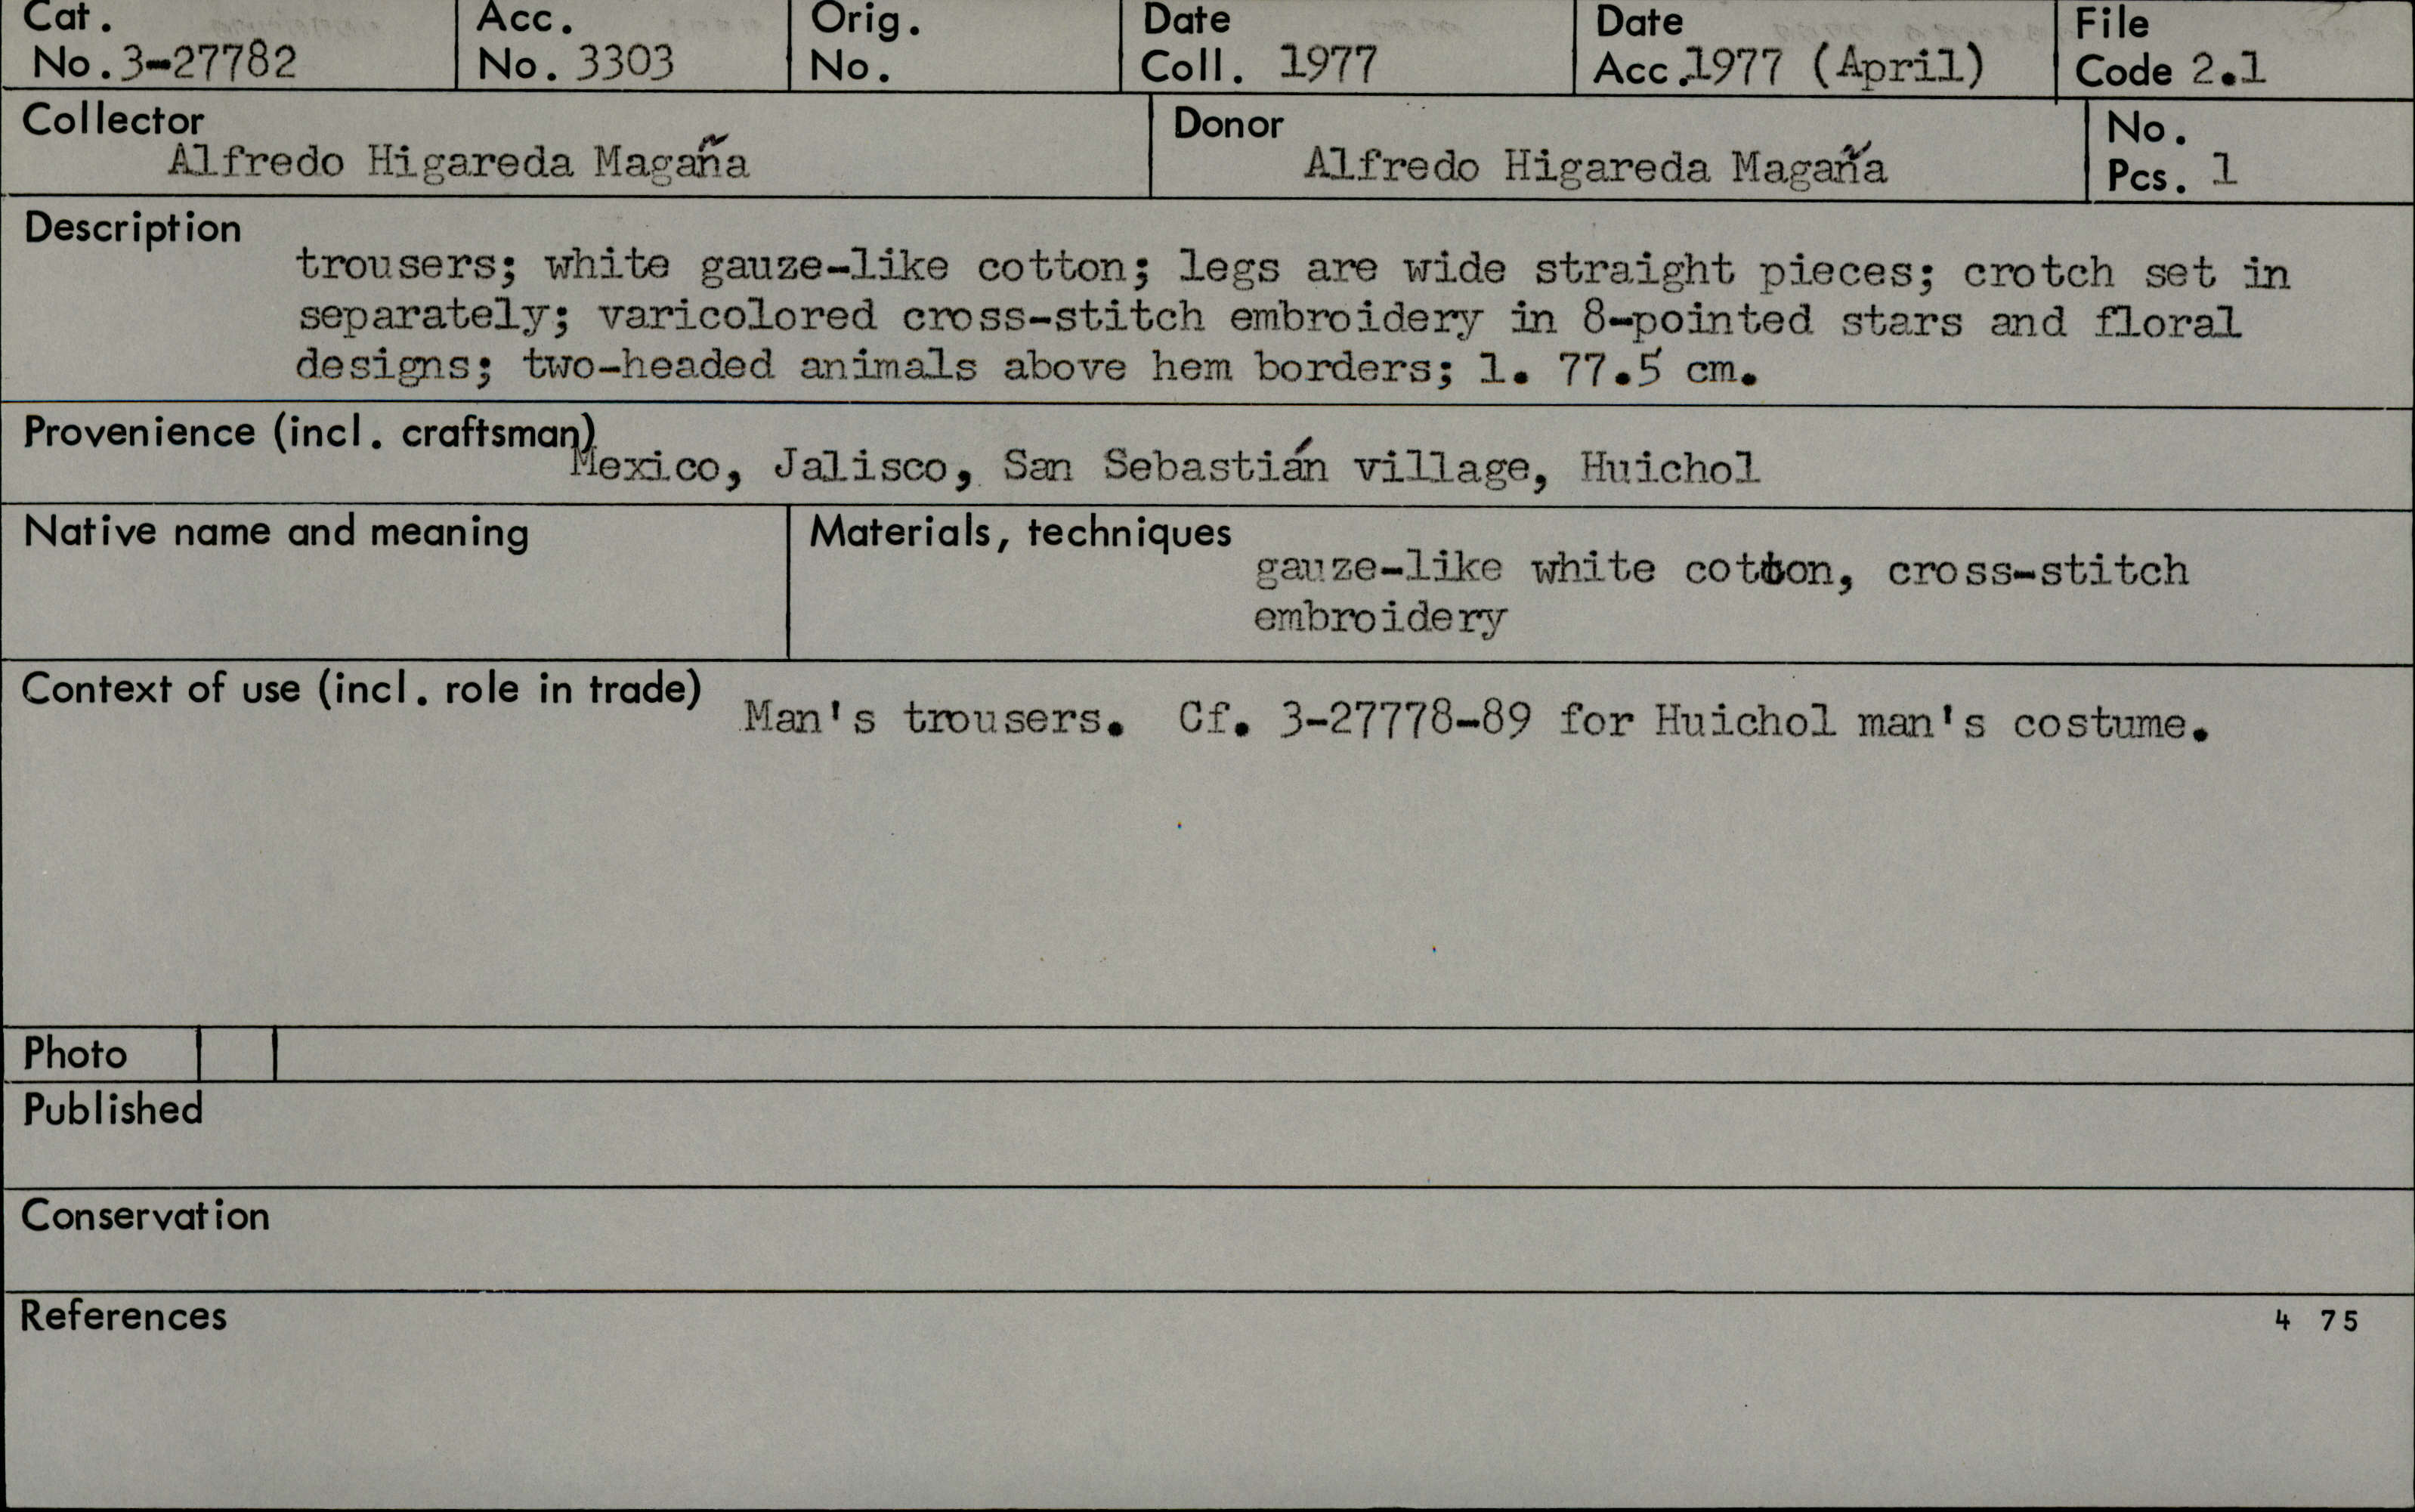 Cat. No. 3-27782
Acc. No. 3303
Orig. No.
Date Coll. 1977
Date Acc. 1977 (April)
File Code 2.1
Collector
Alfredo Higareda Magaña
Donor
Alfredo Higareda Magaña
No. Pcs. 1
Description
trousers; white gauze-like cotton; legs are wide straight pieces; crotch set in
separately; varicolored cross-stitch embroidery in 8-pointed stars and floral
designs; two-headed animals above hem borders; l. 77.5 cm.
Provenience (incl. craftsman)
Mexico, Jalisco, San Sebastián village, Huichol
Native name and meaning
Materials, techniques
gauze-like white cotton, cross-stitch
embroidery
Context of use (incl. role in trade)
Man's trousers. Cf. 3-27778-89 for Huichol man's costume.
Photo
Published
Conservation
References
4 75